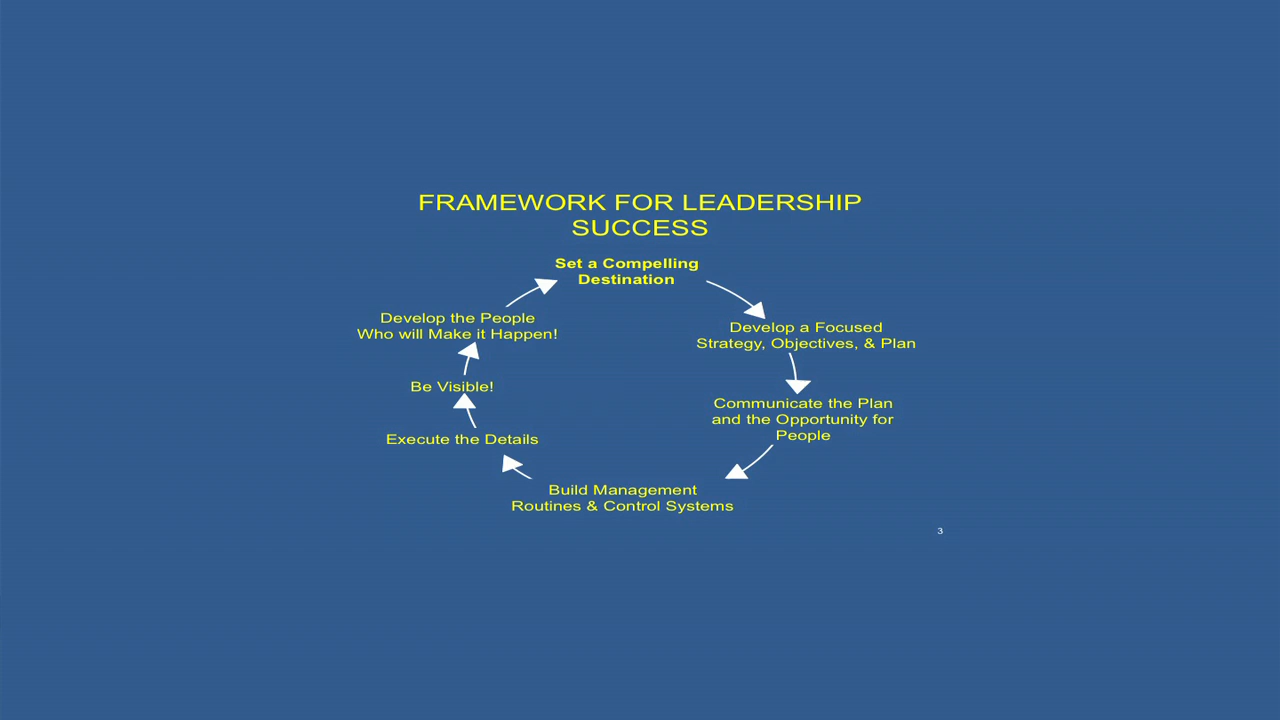 FRAMEWORK FOR LEADERSHIP
SUCCESS
Set a Compelling
Destination
Develop a Focused
Strategy, Objectives, & Plan
Communicate the Plan
and the Opportunity for
People
Build Management
Routines & Control Systems
Execute the Details
Be Visible!
Develop the People
Who will Make it Happen!
3